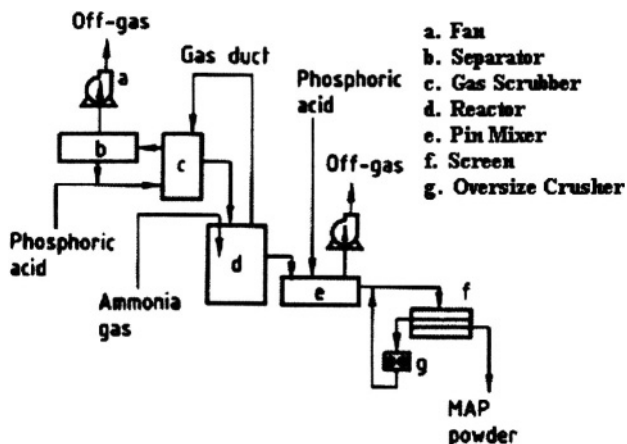 Off-gas
a
Gas duct
b
c
Phosphoric
acid
Phosphoric
acid
Off-gas
Ammonia
gas
d
e
f
g
MAP
powder
a. Fan
b. Separator
c. Gas Scrubber
d. Reactor
e. Pin Mixer
f. Screen
g. Oversize Crusher